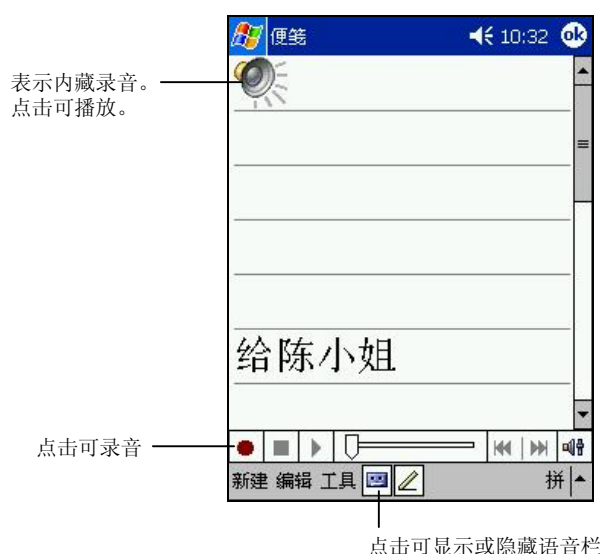 便笺 10:32 ok
表示内藏录音。
点击可播放。
给陈小姐
点击可录音
新建 编辑 工具 拼
点击可显示或隐藏语音栏